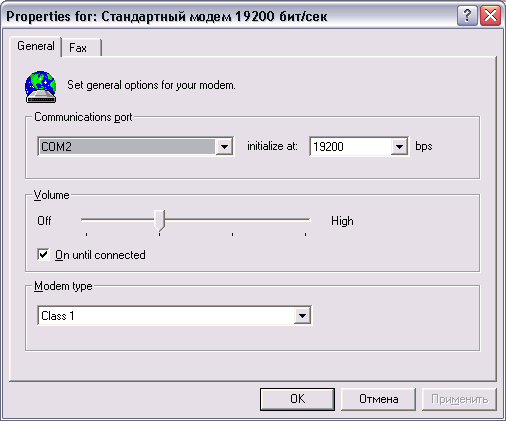 Properties for: Стандартный модем 19200 бит/сек
General Fax
Set general options for your modem.
Communications port
COM2 initialize at: 19200 bps
Volume
Off High
On until connected
Modem type
Class 1
OK Отмена Применить